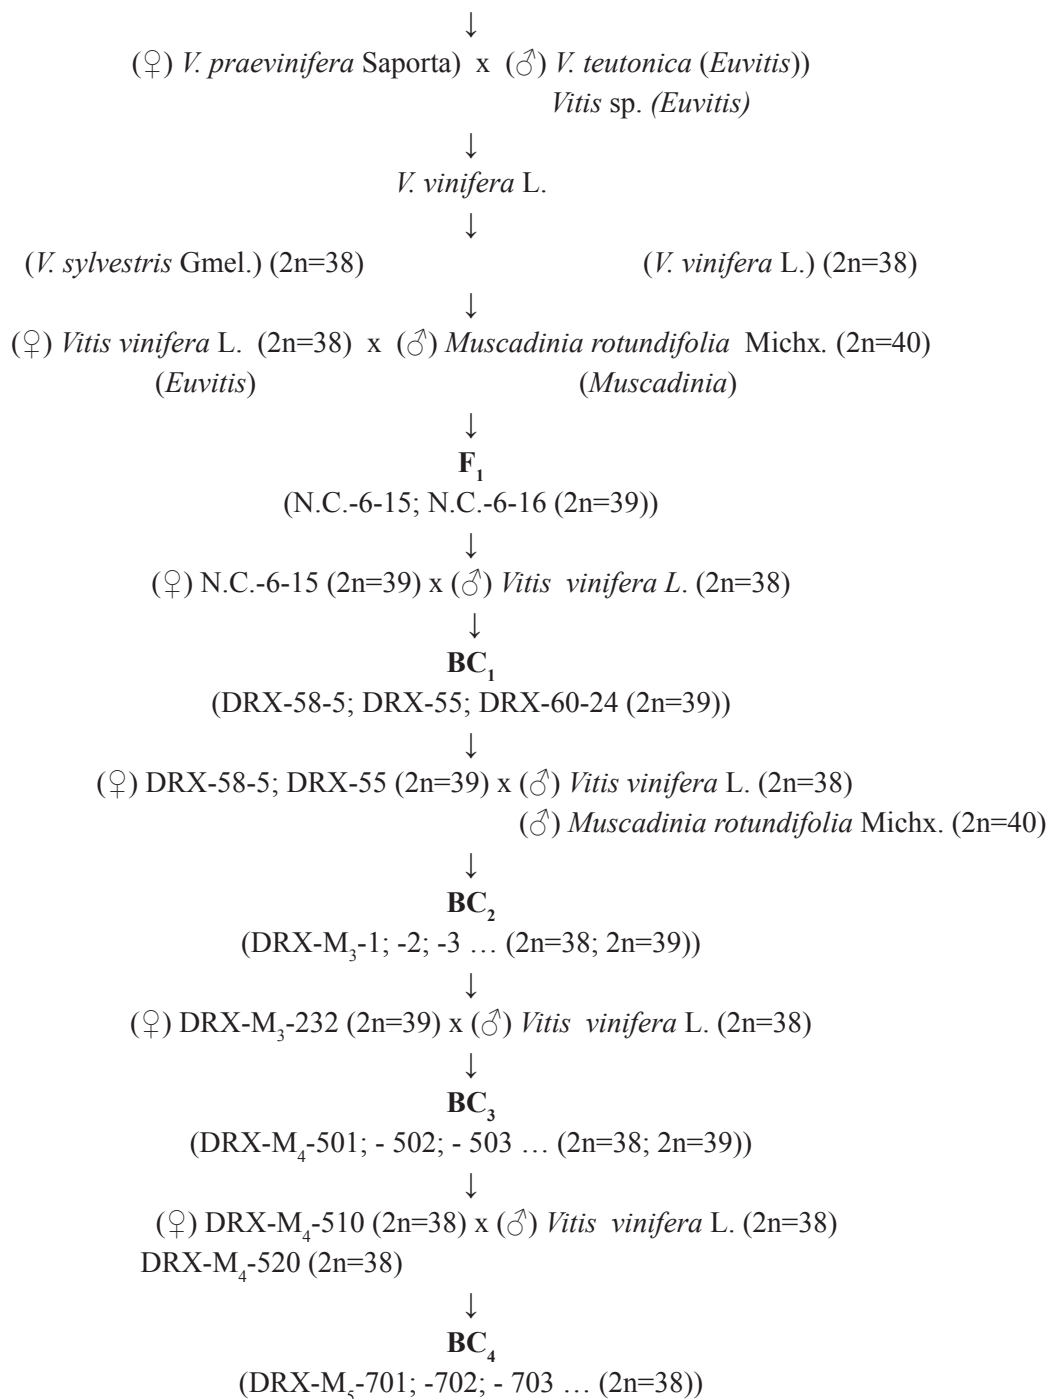 ↓
(♀) V. praevinifera Saporta) x (♂) V. teutonica (Euvitis))
Vitis sp. (Euvitis)
↓
V. vinifera L.
↓
(V. sylvestris Gmel.) (2n=38) (V. vinifera L.) (2n=38)
↓
(♀) Vitis vinifera L. (2n=38) x (♂) Muscadinia rotundifolia Michx. (2n=40)
(Euvitis) (Muscadinia)
↓
F₁
(N.C.-6-15; N.C.-6-16 (2n=39))
↓
(♀) N.C.-6-15 (2n=39) x (♂) Vitis vinifera L. (2n=38)
↓
BC₁
(DRX-58-5; DRX-55; DRX-60-24 (2n=39))
↓
(♀) DRX-58-5; DRX-55 (2n=39) x (♂) Vitis vinifera L. (2n=38)
(♂) Muscadinia rotundifolia Michx. (2n=40)
↓
BC₂
(DRX-M₃-1; -2; -3 … (2n=38; 2n=39))
↓
(♀) DRX-M₃-232 (2n=39) x (♂) Vitis vinifera L. (2n=38)
↓
BC₃
(DRX-M₄-501; - 502; - 503 … (2n=38; 2n=39))
↓
(♀) DRX-M₄-510 (2n=38) x (♂) Vitis vinifera L. (2n=38)
DRX-M₄-520 (2n=38)
↓
BC₄
(DRX-M₅-701; -702; - 703 … (2n=38))